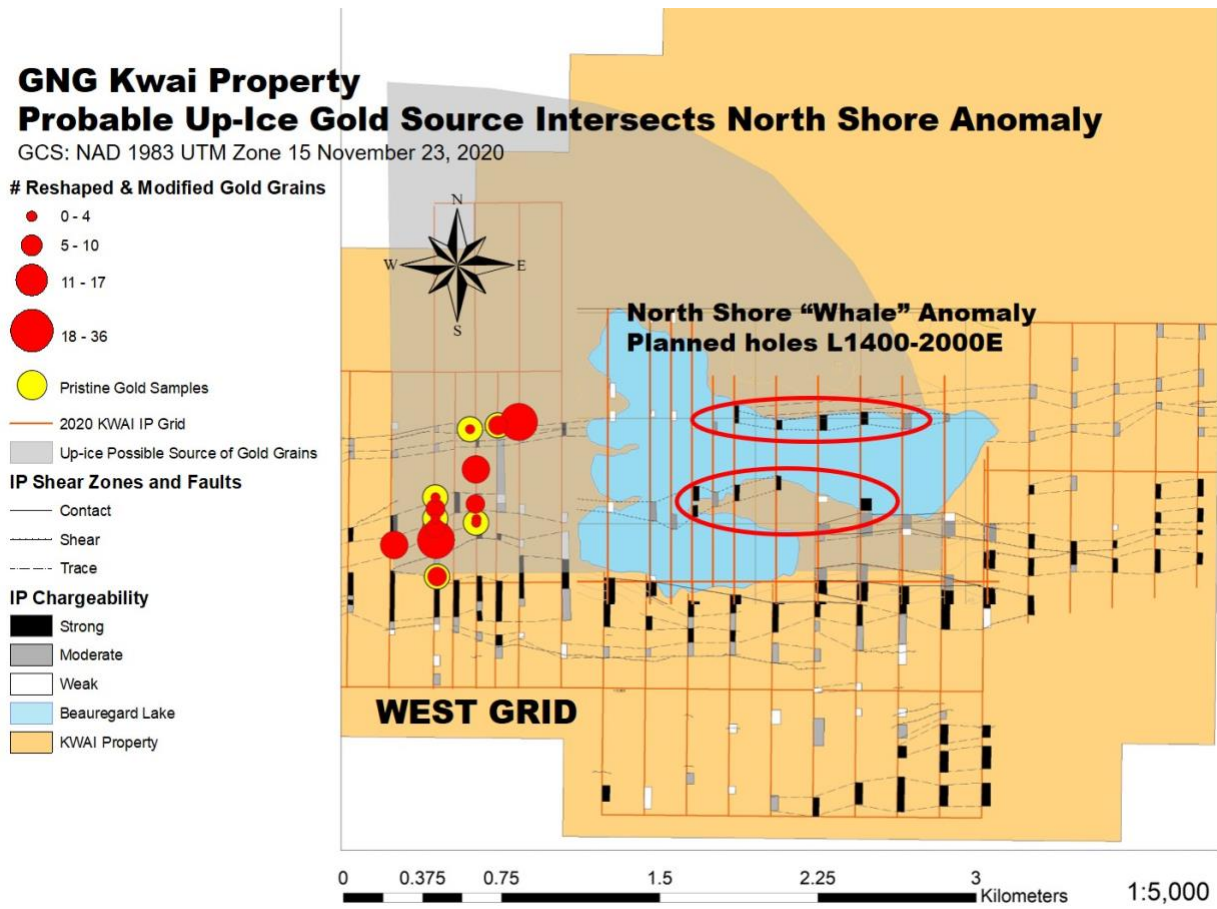 GNG Kwai Property
Probable Up-Ice Gold Source Intersects North Shore Anomaly
GCS: NAD 1983 UTM Zone 15 November 23, 2020
# Reshaped & Modified Gold Grains
0 - 4
5 - 10
11 - 17
18 - 36
Pristine Gold Samples
2020 KWAI IP Grid
Up-ice Possible Source of Gold Grains
IP Shear Zones and Faults
Contact
Shear
Trace
IP Chargeability
Strong
Moderate
Weak
Beauregard Lake
KWAI Property
N
W E
S
North Shore “Whale” Anomaly
Planned holes L1400-2000E
WEST GRID
0 0.375 0.75 1.5 2.25 3
Kilometers
1:5,000